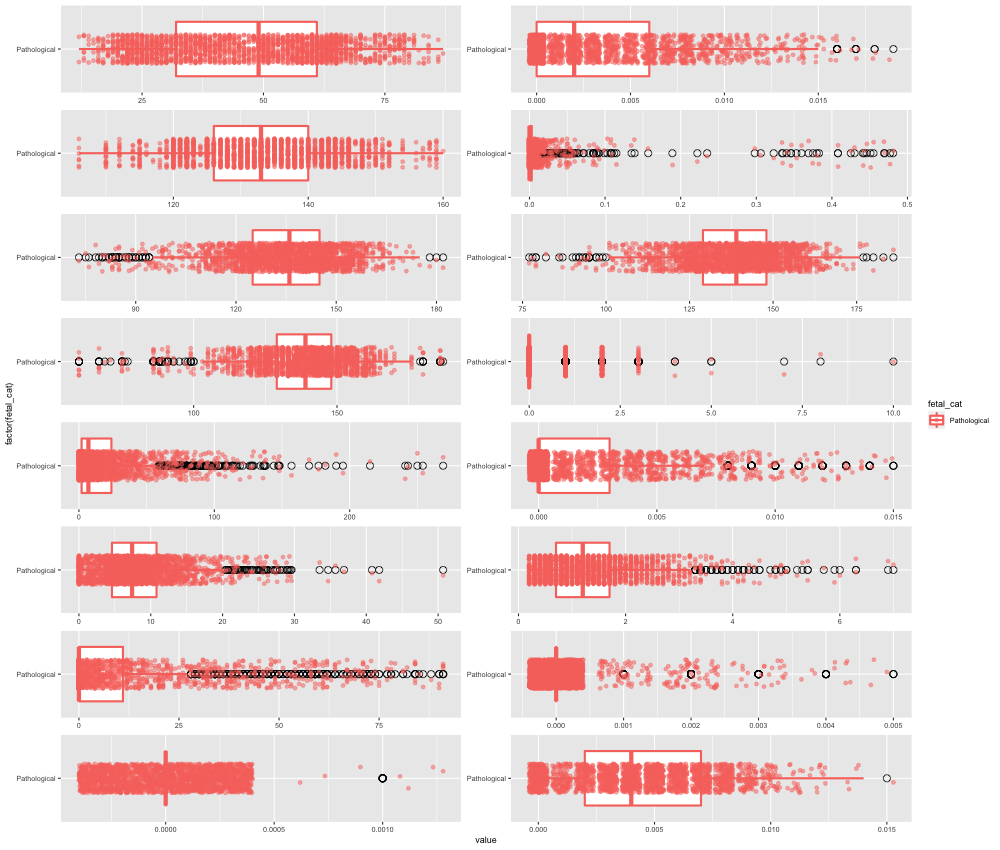 Pathological Pathological
25 50 75 0.000 0.005 0.010 0.015
Pathological Pathological
120 140 160 0.0 0.1 0.2 0.3 0.4 0.5
Pathological Pathological
90 120 150 180 75 100 125 150 175
Pathological Pathological
100 150 0.0 2.5 5.0 7.5 10.0
factor(fetal_cat)
fetal_cat
Pathological
Pathological Pathological
0 100 200 0.000 0.005 0.010 0.015
Pathological Pathological
0 10 20 30 40 50 0 2 4 6
Pathological Pathological
0 25 50 75 0.000 0.001 0.002 0.003 0.004 0.005
Pathological Pathological
0.0000 0.0005 0.0010 0.000 0.005 0.010 0.015
value